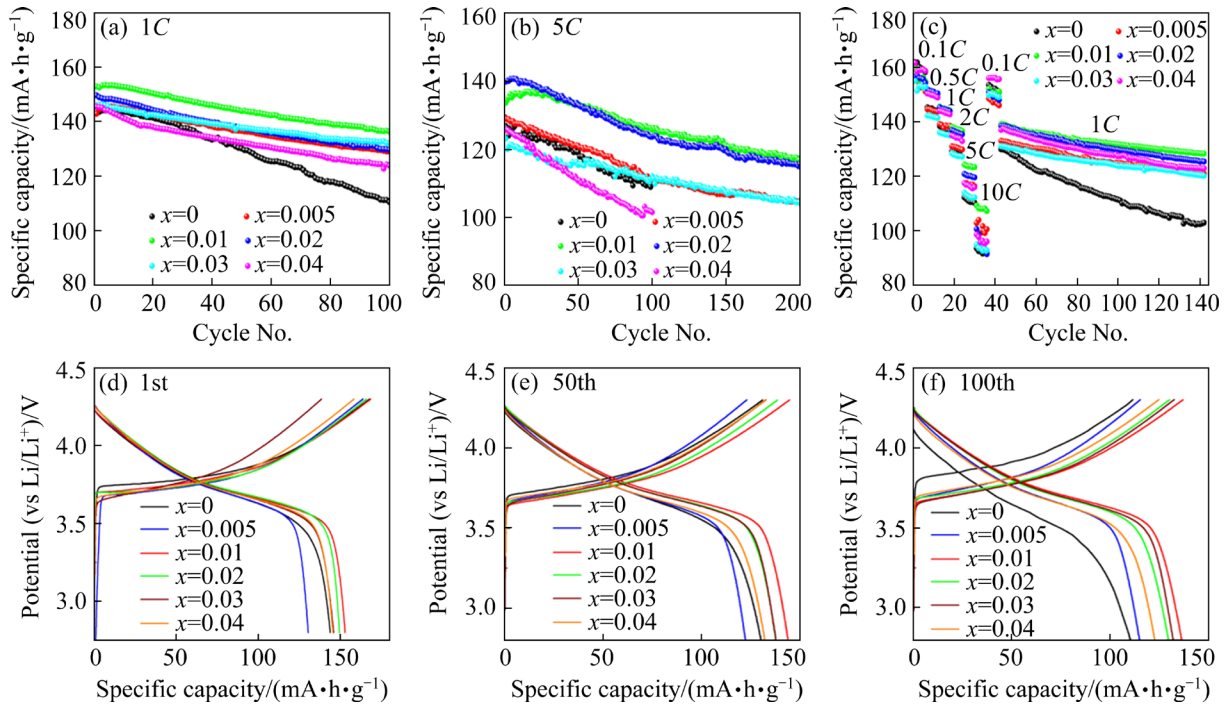 (a) 1C
Specific capacity/(mA•h•g⁻¹)
180
160
140
120
100
80
x=0
x=0.005
x=0.01
x=0.02
x=0.03
x=0.04
0
20
40
60
80
100
Cycle No.
(b) 5C
Specific capacity/(mA•h•g⁻¹)
160
140
120
100
80
x=0
x=0.005
x=0.01
x=0.02
x=0.03
x=0.04
0
50
100
150
200
Cycle No.
(c)
Specific capacity/(mA•h•g⁻¹)
180
160
140
120
100
80
x=0
x=0.005
x=0.01
x=0.02
x=0.03
x=0.04
0.1C
0.5C
1C
2C
5C
10C
0.1C
1C
0
20
40
60
80
100
120
140
Cycle No.
(d) 1st
Potential (vs Li/Li⁺)/V
4.5
4.0
3.5
3.0
x=0
x=0.005
x=0.01
x=0.02
x=0.03
x=0.04
0
50
100
150
Specific capacity/(mA•h•g⁻¹)
(e) 50th
Potential (vs Li/Li⁺)/V
4.5
4.0
3.5
3.0
x=0
x=0.005
x=0.01
x=0.02
x=0.03
x=0.04
0
50
100
150
Specific capacity/(mA•h•g⁻¹)
(f) 100th
Potential (vs Li/Li⁺)/V
4.5
4.0
3.5
3.0
x=0
x=0.005
x=0.01
x=0.02
x=0.03
x=0.04
0
50
100
150
Specific capacity/(mA•h•g⁻¹)